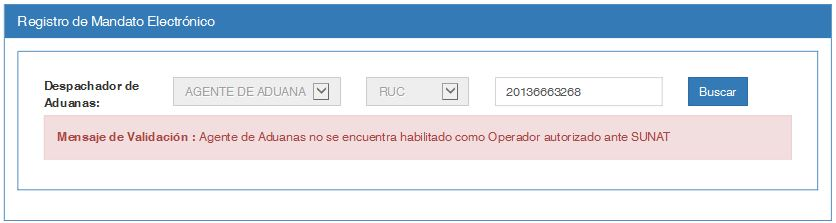 Registro de Mandato Electrónico
Despachador de
Aduanas:
AGENTE DE ADUANA
RUC
20136663268
Buscar
Mensaje de Validación : Agente de Aduanas no se encuentra habilitado como Operador autorizado ante SUNAT